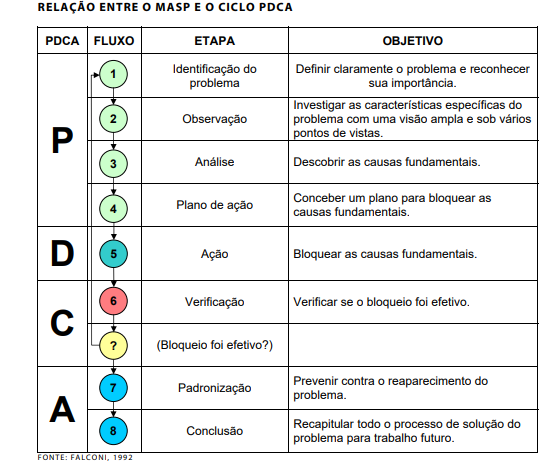 RELAÇÃO ENTRE O MASP E O CICLO PDCA
PDCA FLUXO ETAPA OBJETIVO
P
1
Identificação do
problema
Definir claramente o problema e reconhecer
sua importância.
2
Observação
Investigar as características específicas do
problema com uma visão ampla e sob vários
pontos de vistas.
3
Análise
Descobrir as causas fundamentais.
4
Plano de ação
Conceber um plano para bloquear as
causas fundamentais.
D
5
Ação
Bloquear as causas fundamentais.
C
6
Verificação
Verificar se o bloqueio foi efetivo.
?
(Bloqueio foi efetivo?)
A
7
Padronização
Prevenir contra o reaparecimento do
problema.
8
Conclusão
Recapitular todo o processo de solução do
problema para trabalho futuro.
FONTE: FALCONI, 1992